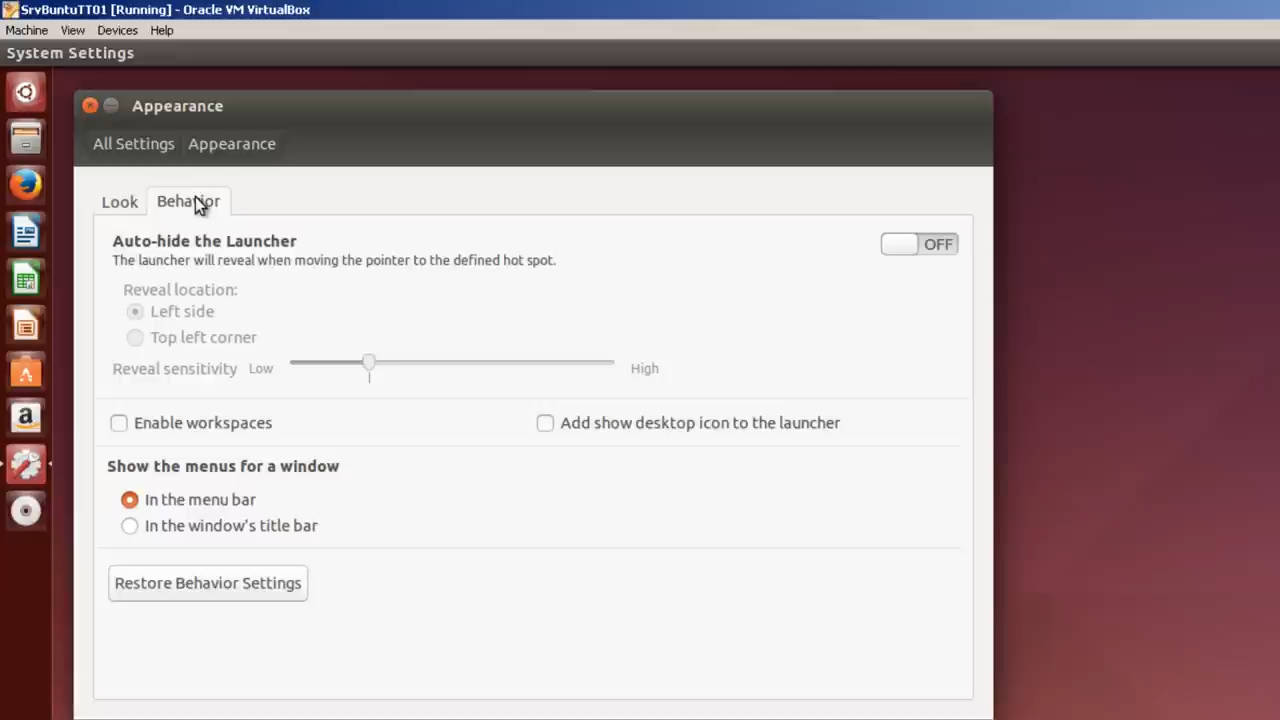 SrvBuntuTT01 [Running] - Oracle VM VirtualBox
Machine View Devices Help
System Settings
Appearance
All Settings Appearance
Look Behavior
Auto-hide the Launcher OFF
The launcher will reveal when moving the pointer to the defined hot spot.
Reveal location:
Left side
Top left corner
Reveal sensitivity Low High
Enable workspaces Add show desktop icon to the launcher
Show the menus for a window
In the menu bar
In the window's title bar
Restore Behavior Settings
A
a